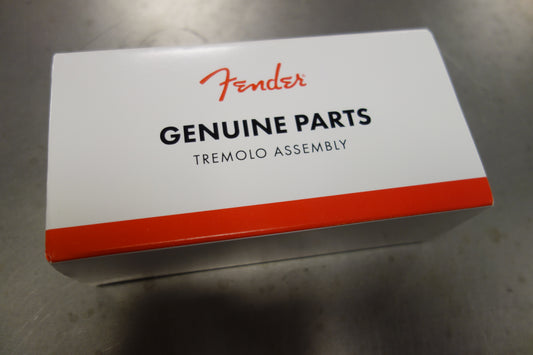 Fender
GENUINE PARTS
TREMOLO ASSEMBLY